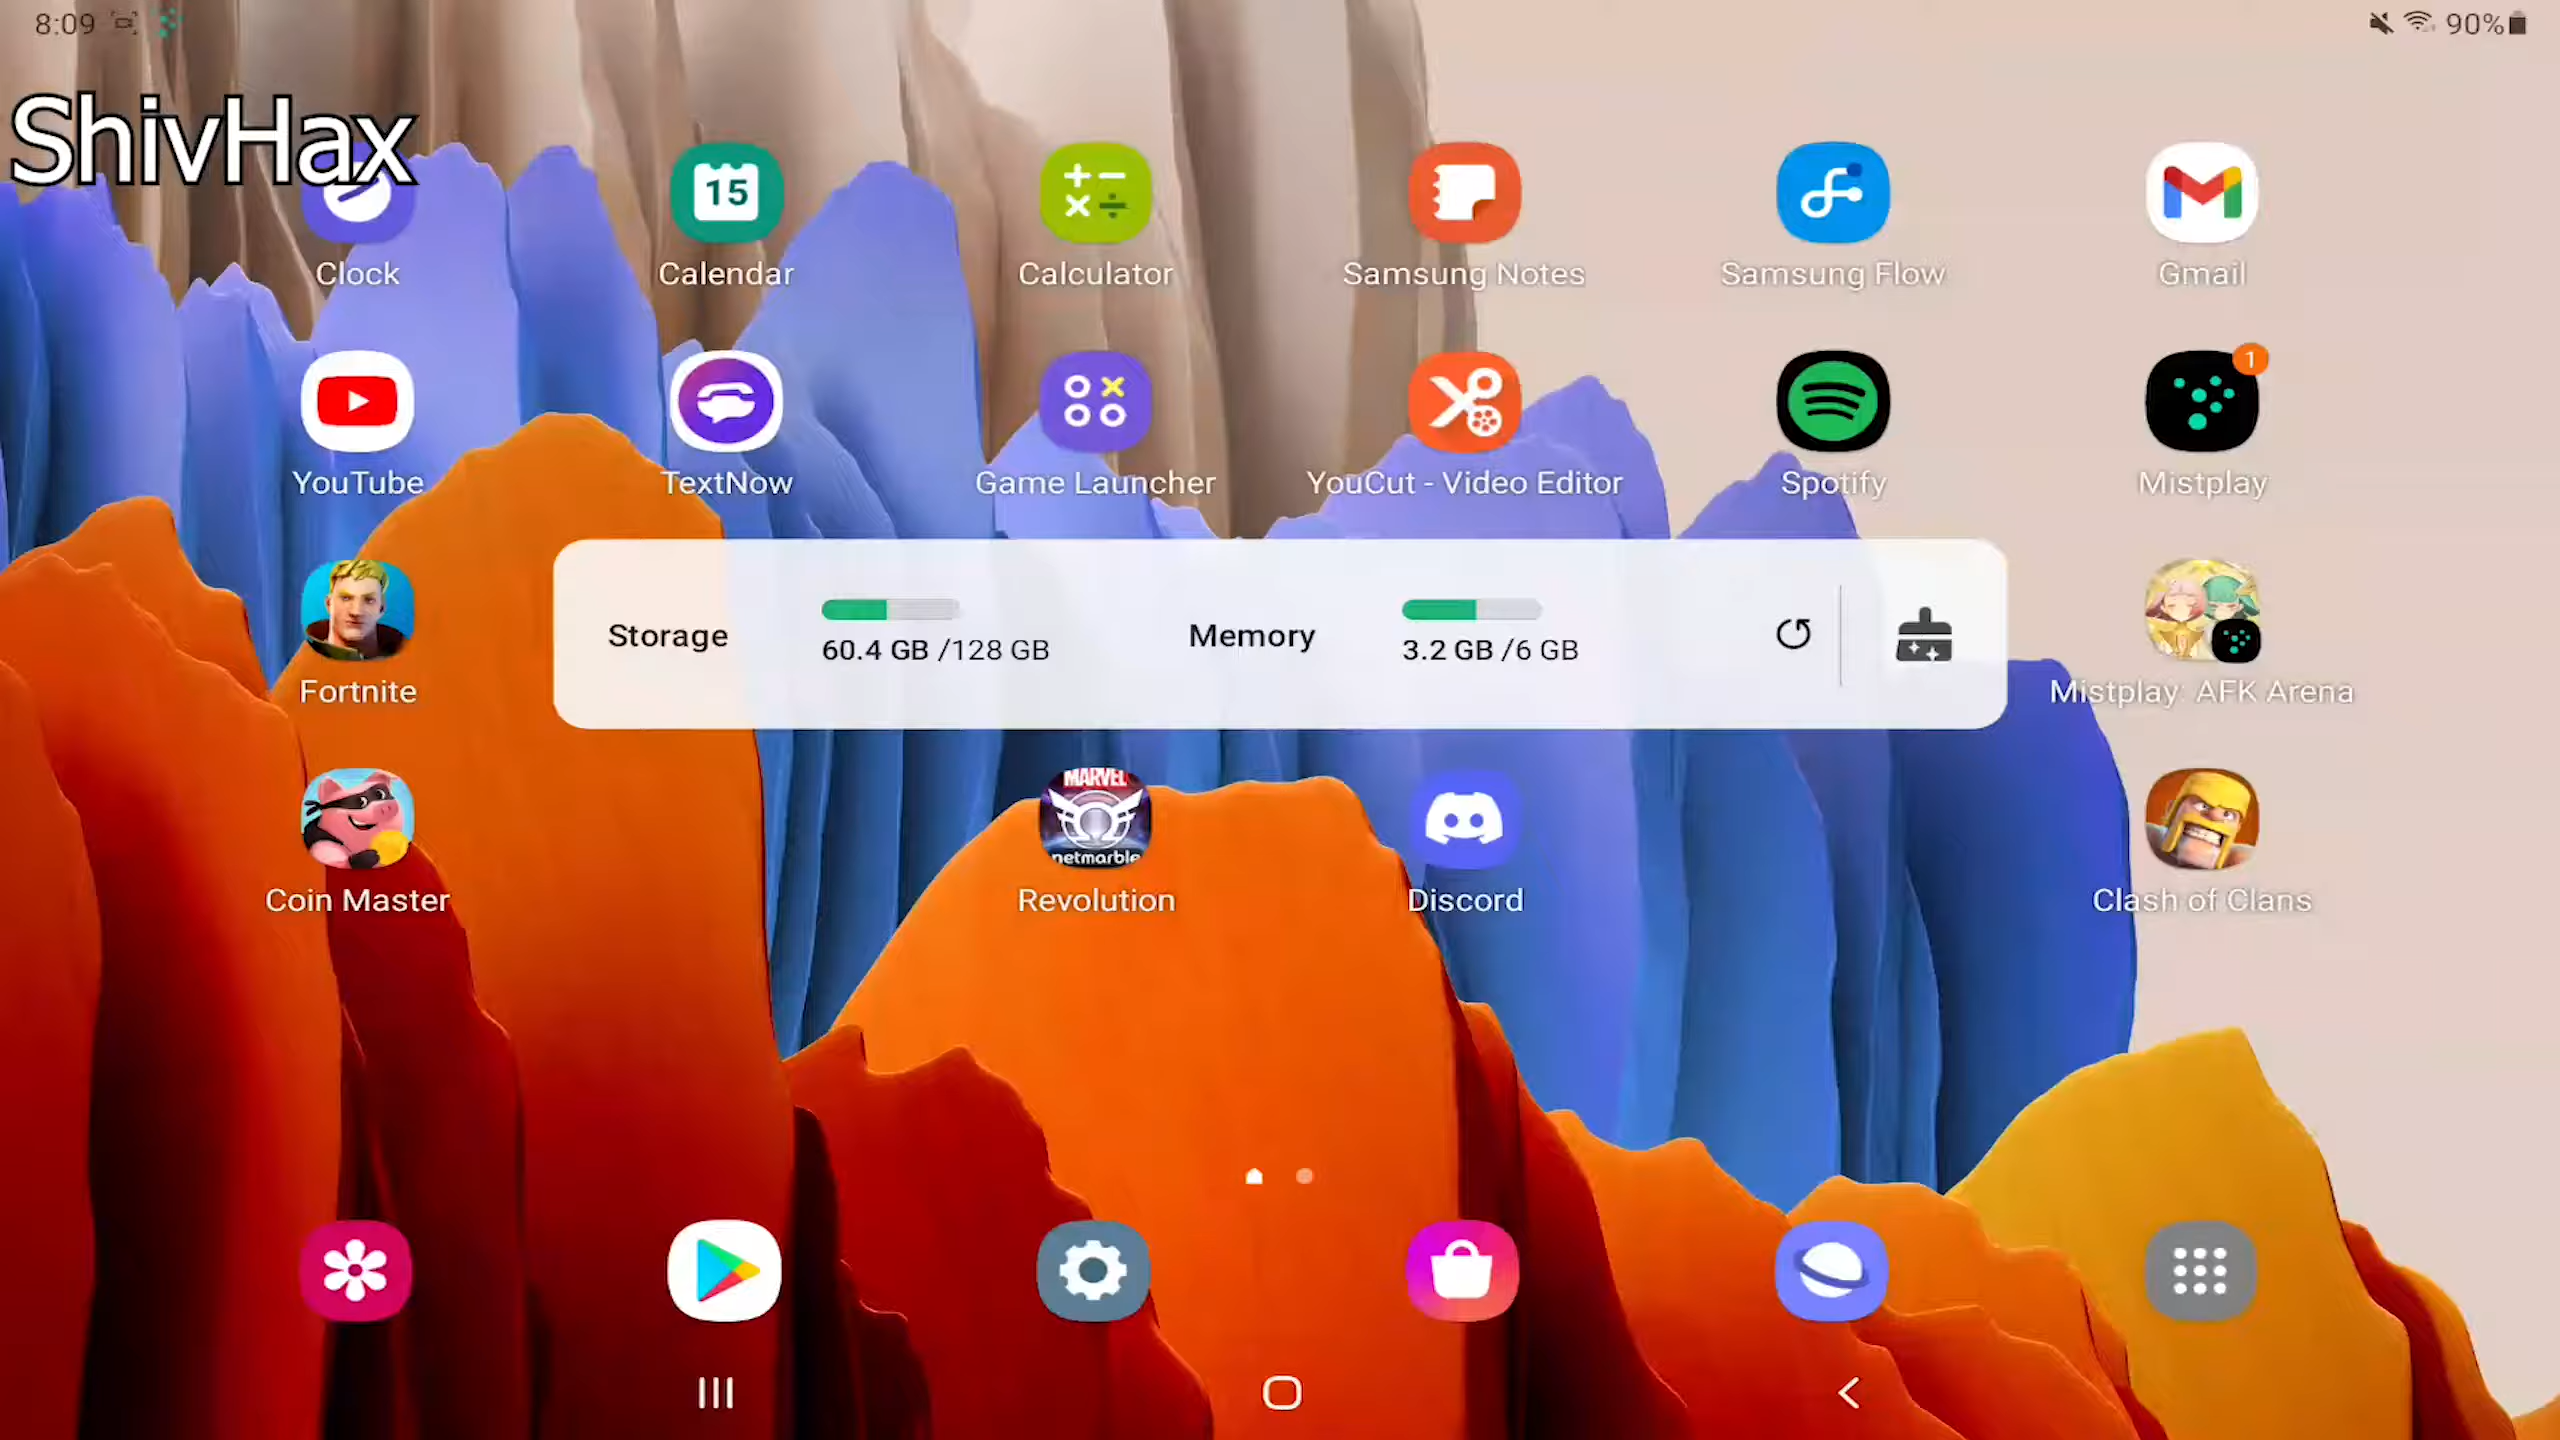 8:09
90%
ShivHax
15
Clock
Calendar
Calculator
Samsung Notes
Samsung Flow
Gmail
1
YouTube
TextNow
Game Launcher
YouCut - Video Editor
Spotify
Mistplay
Storage
60.4 GB /128 GB
Memory
3.2 GB /6 GB
Fortnite
Mistplay: AFK Arena
MARVEL
netmarble
Coin Master
Revolution
Discord
Clash of Clans